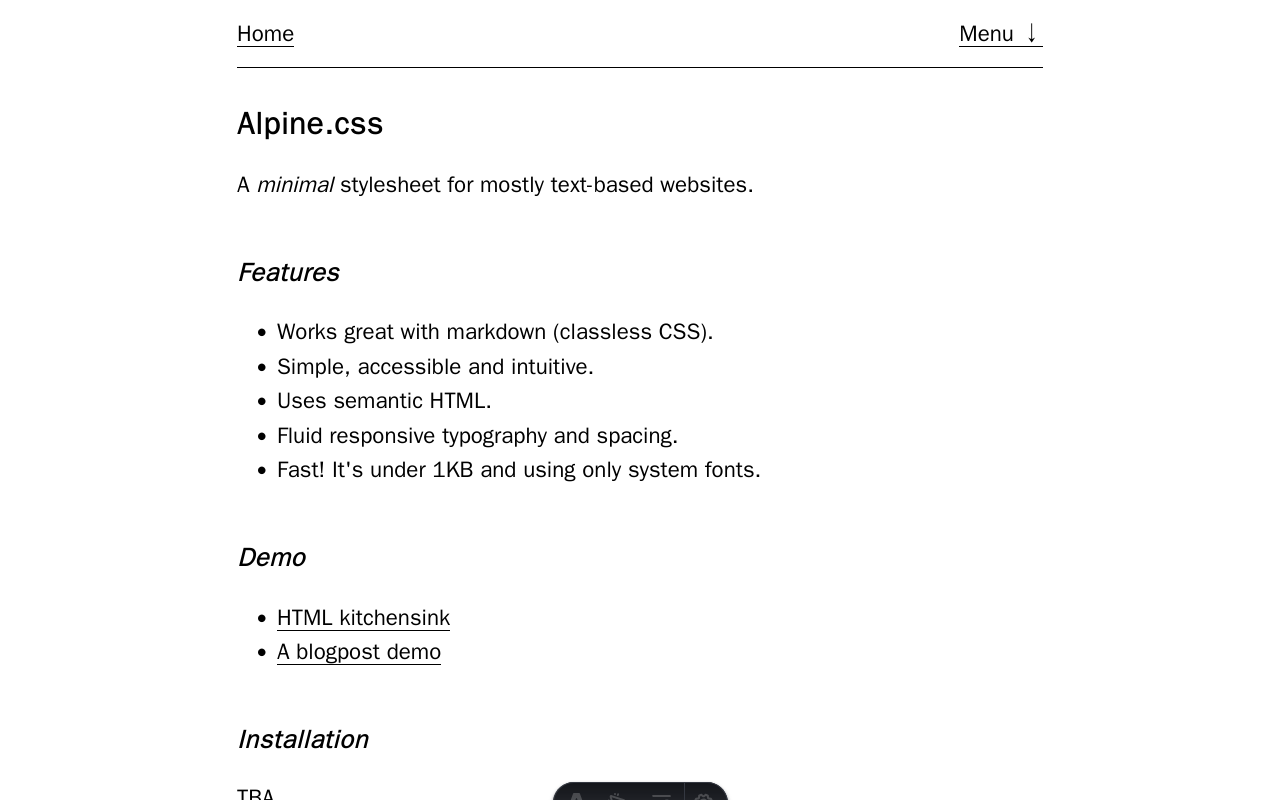 Home
Menu ↓
Alpine.css
A minimal stylesheet for mostly text-based websites.
Features
• Works great with markdown (classless CSS).
• Simple, accessible and intuitive.
• Uses semantic HTML.
• Fluid responsive typography and spacing.
• Fast! It's under 1KB and using only system fonts.
Demo
• HTML kitchensink
• A blogpost demo
Installation
TBA